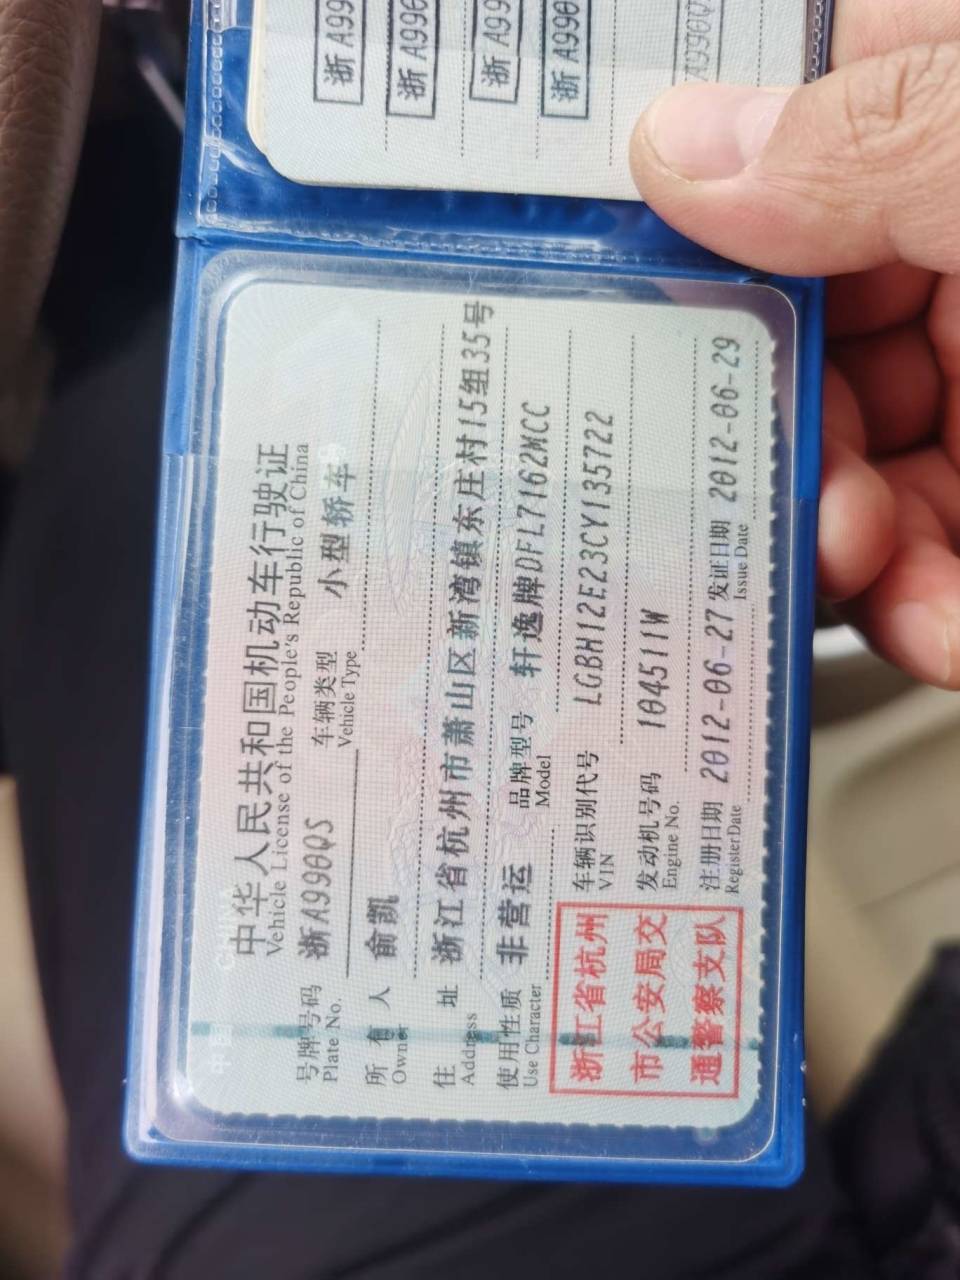 浙A99
浙A990
浙A99
浙A990
A990Q
中华人民共和国机动车行驶证
Vehicle License of the People's Republic of China
号牌号码 浙A990QS 车辆类型 小型轿车
Plate No. Vehicle Type
所有人 俞凯
Owner
住址 浙江省杭州市萧山区新湾镇东庄村15组35号
Address
使用性质 非营运 品牌型号 轩逸牌DFL7162MCC
Use Character Model
浙江省杭州
市公安局交
通警察支队
车辆识别代号 LGBH12E23CY135722
VIN
发动机号码 104511W
Engine No.
注册日期 2012-06-27 发证日期 2012-06-29
RegisterDate Issue Date